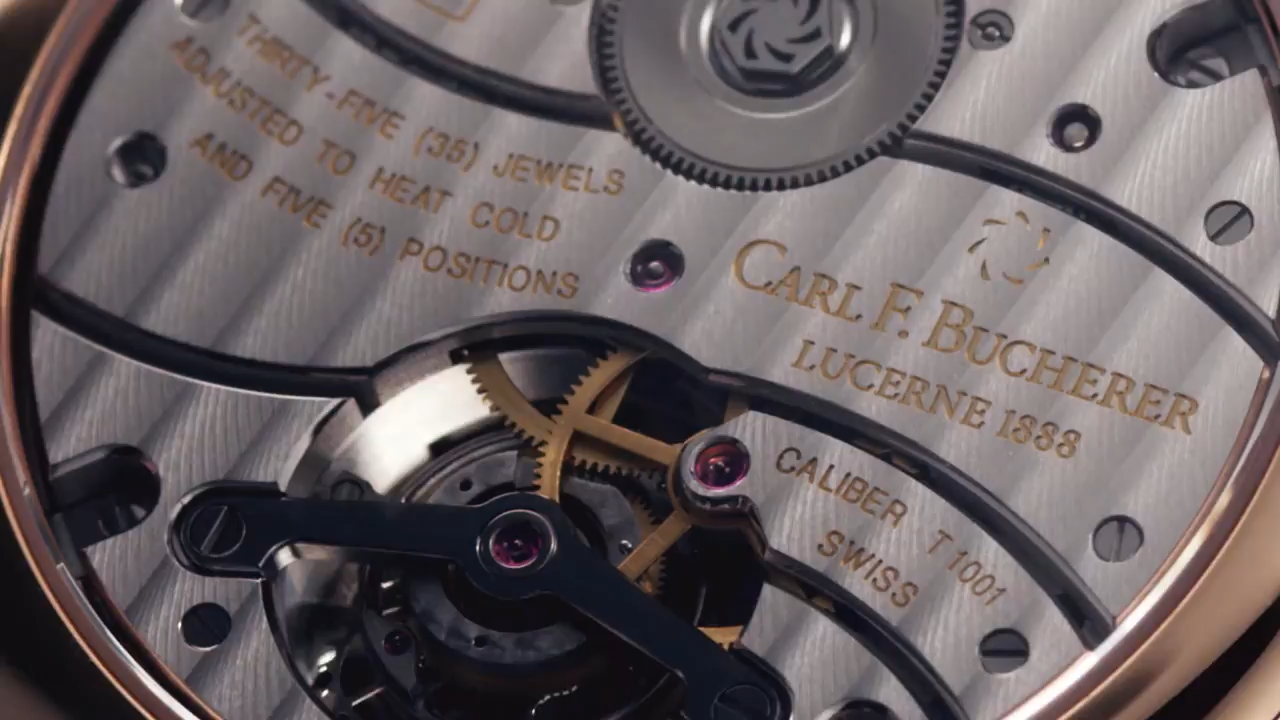 THIRTY-FIVE (35) JEWELS
ADJUSTED TO HEAT COLD
AND FIVE (5) POSITIONS
CARL F. BUCHERER
LUCERNE 1888
CALIBER T1001
SWISS